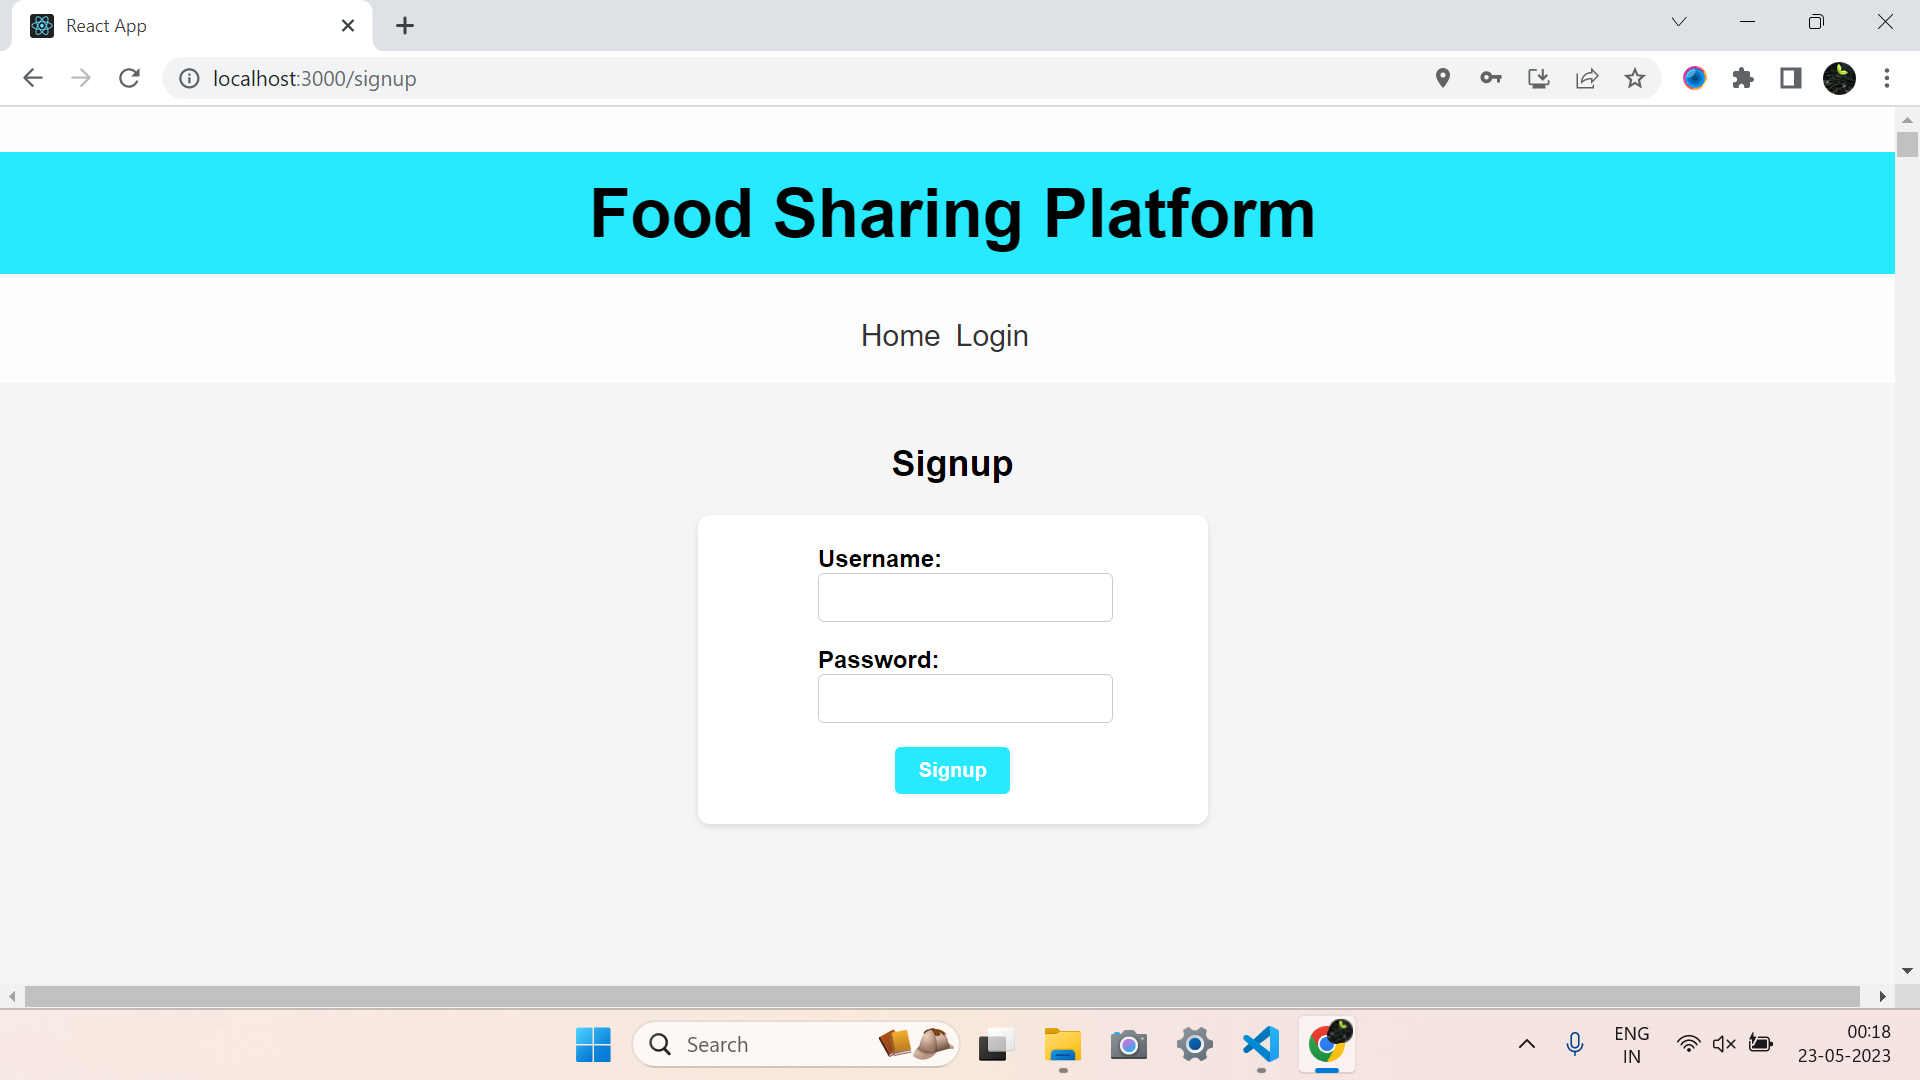 React App
localhost:3000/signup
Food Sharing Platform
Home Login
Signup
Username:
Password:
Signup
Search
ENG
IN
00:18
23-05-2023